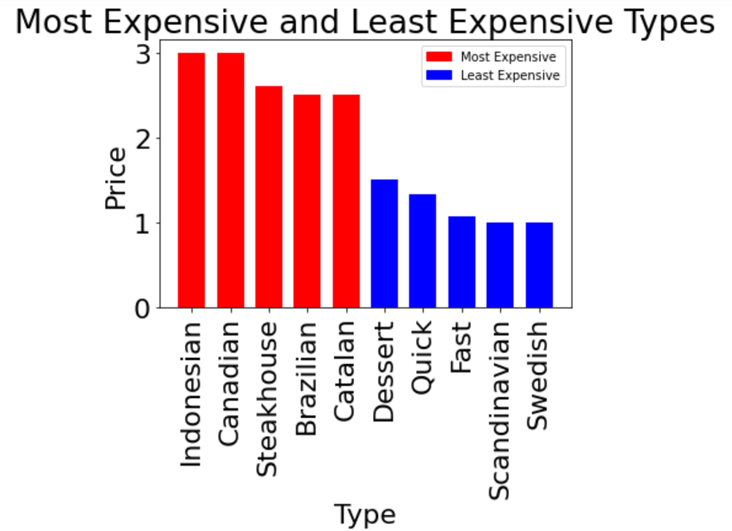 Most Expensive and Least Expensive Types
Most Expensive
Least Expensive
Price
3
2
1
0
Indonesian
Canadian
Steakhouse
Brazilian
Catalan
Dessert
Quick
Fast
Scandinavian
Swedish
Type